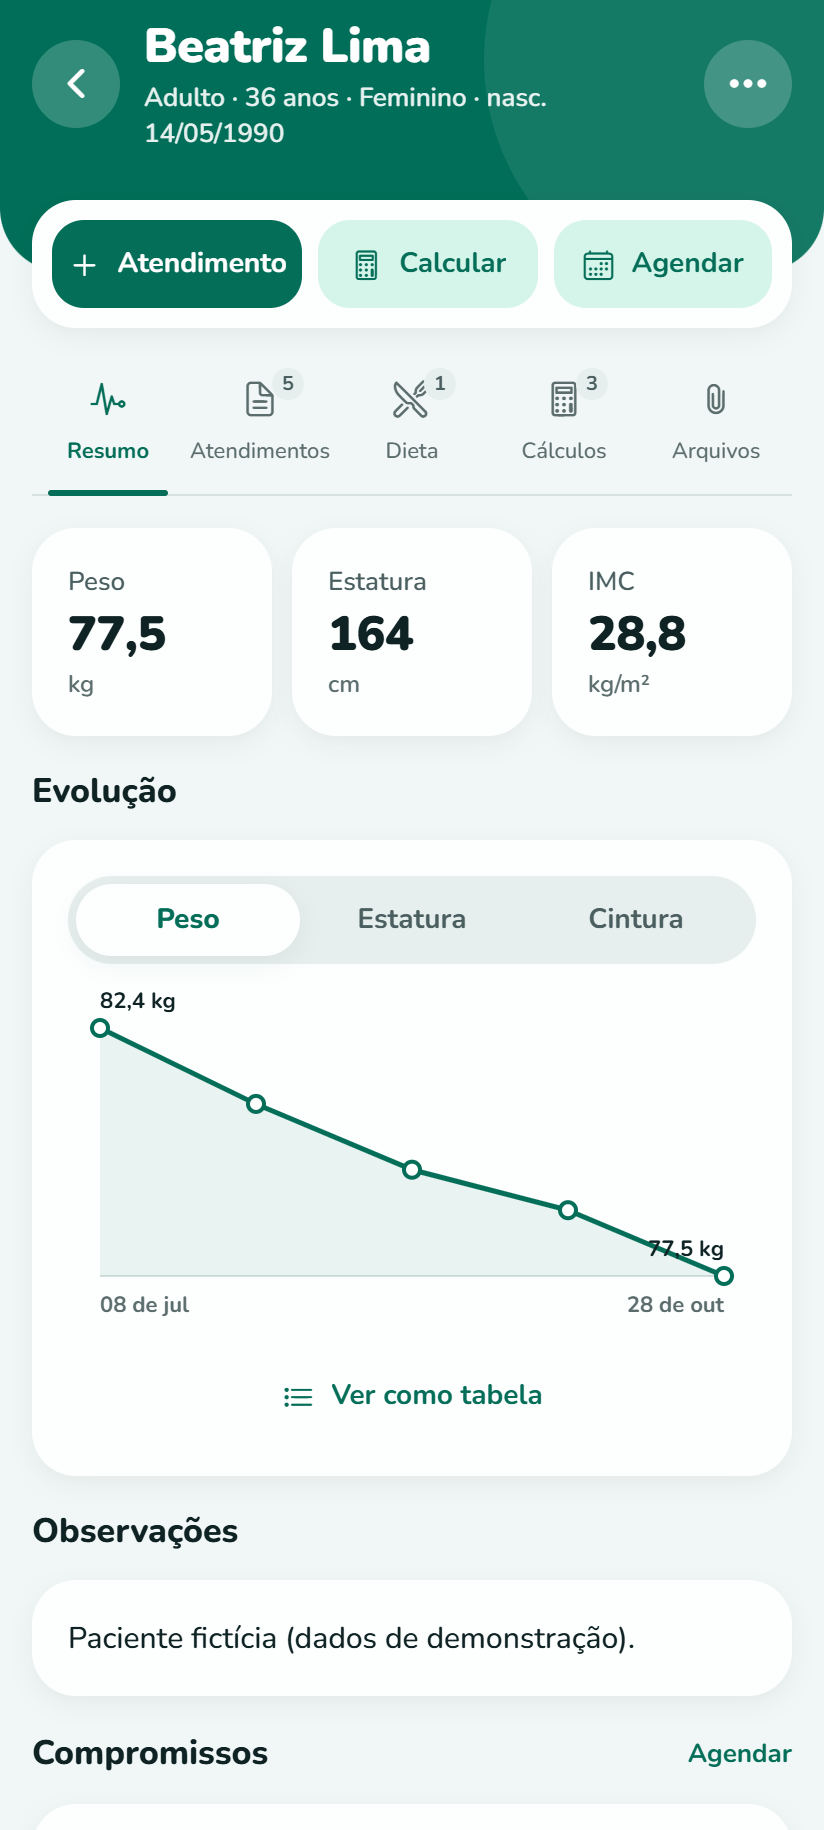 Beatriz Lima
Adulto · 36 anos · Feminino · nasc.
14/05/1990
Atendimento
Calcular
Agendar
5
1
3
Resumo
Atendimentos
Dieta
Cálculos
Arquivos
Peso
77,5
kg
Estatura
164
cm
IMC
28,8
kg/m²
Evolução
Peso
Estatura
Cintura
82,4 kg
77,5 kg
08 de jul
28 de out
Ver como tabela
Observações
Paciente fictícia (dados de demonstração).
Compromissos
Agendar